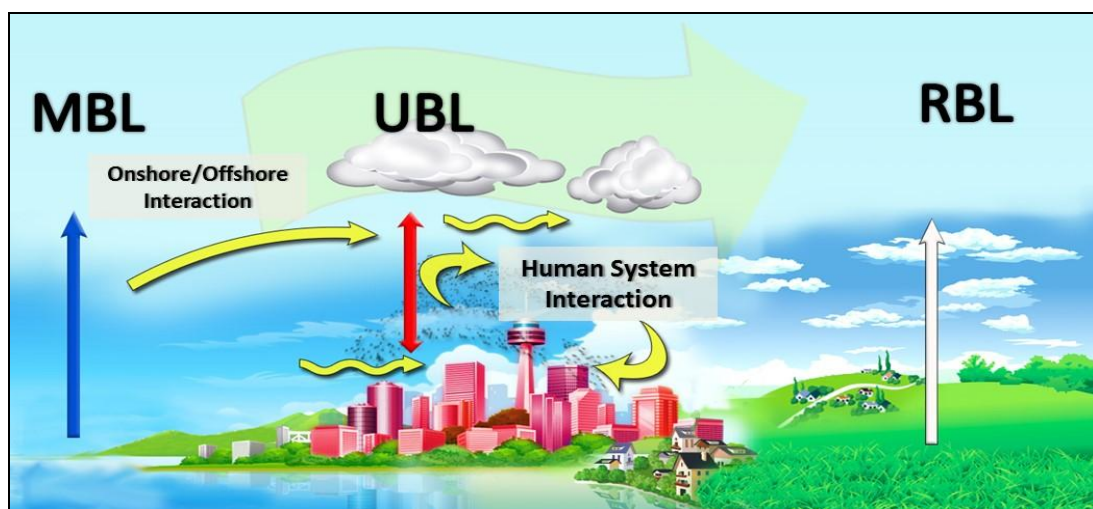 MBL
UBL
RBL
Onshore/Offshore
Interaction
Human System
Interaction